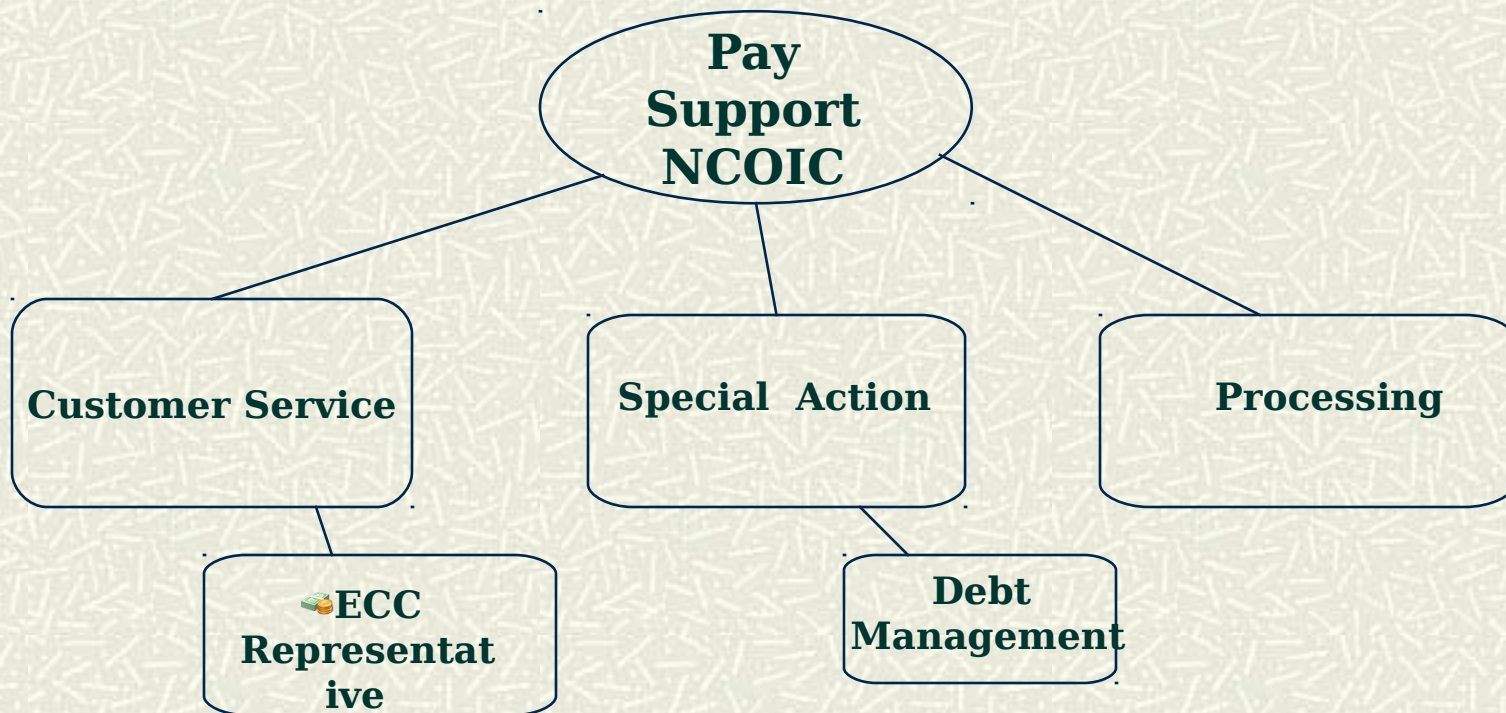 Pay
Support
NCOIC
Customer Service
Special  Action
Processing
ECC
Representat
ive
Debt
Management